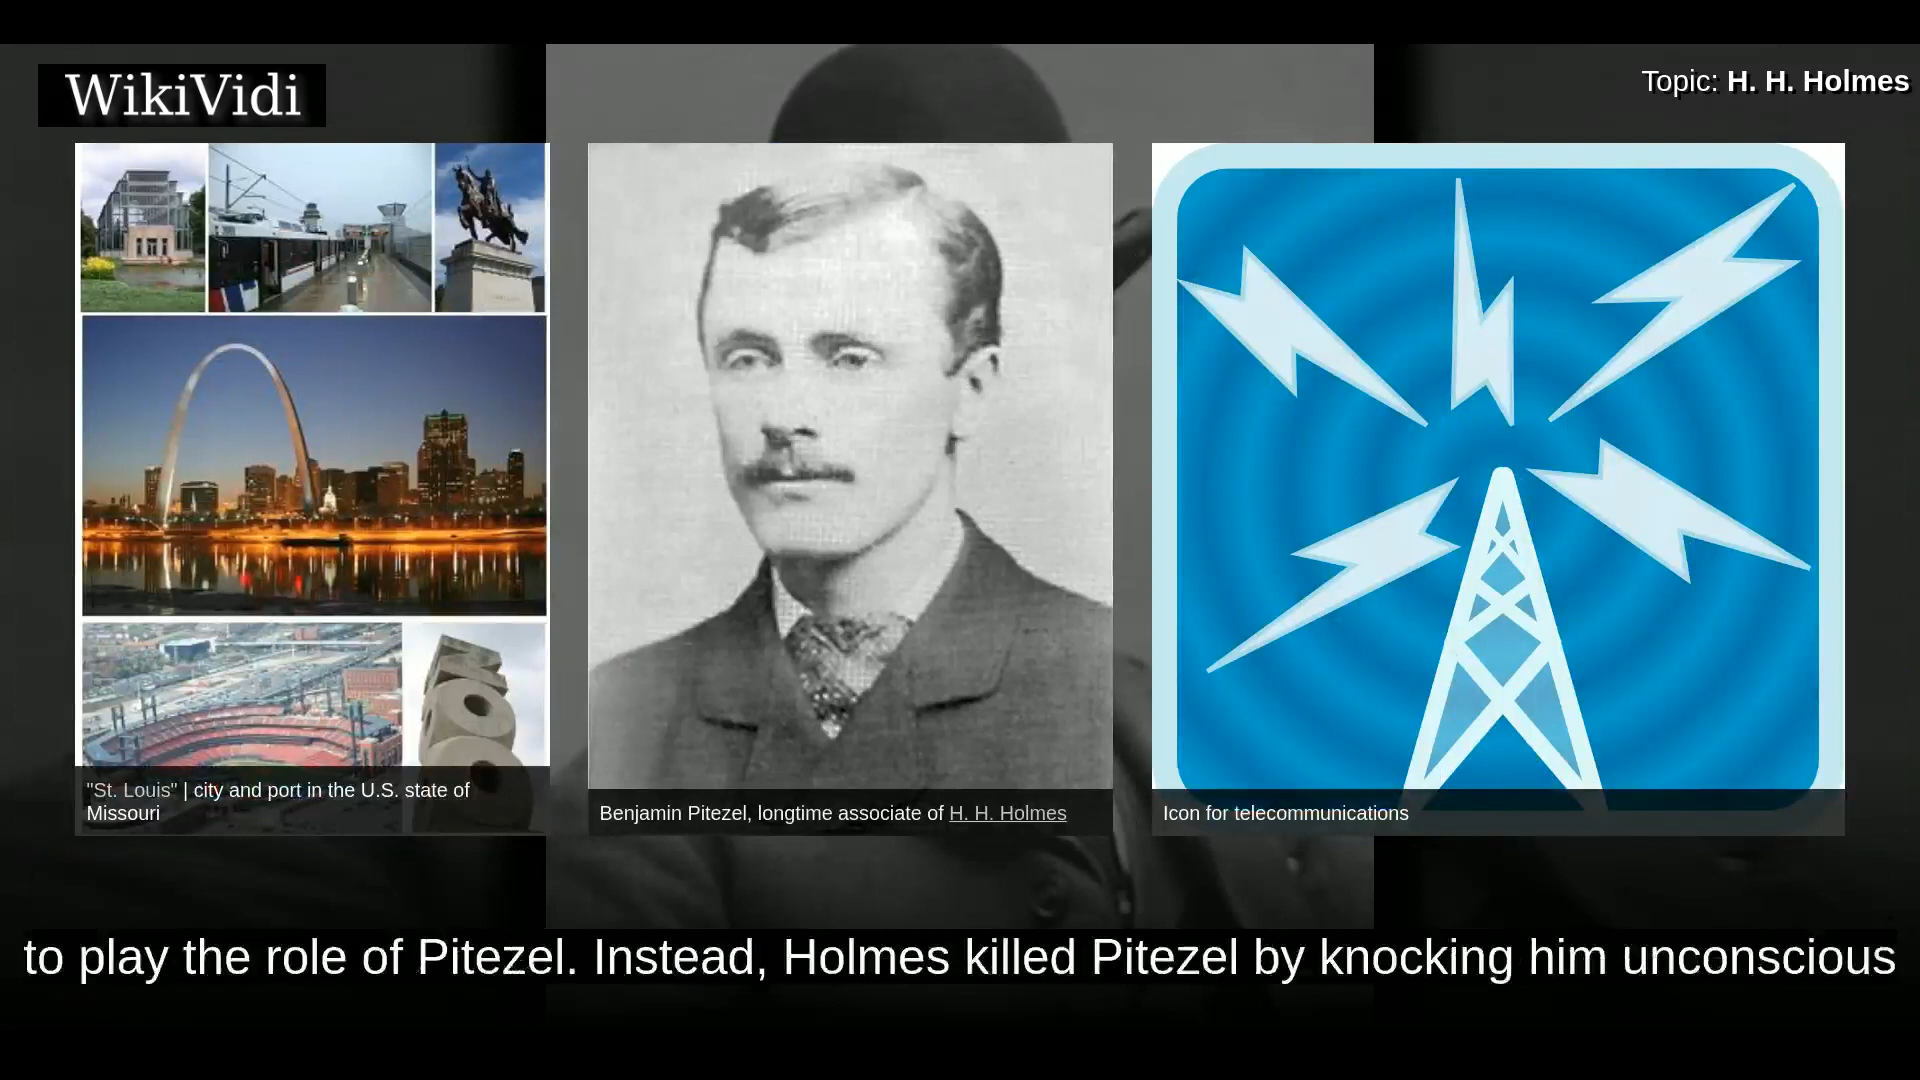 WikiVidi
Topic: H. H. Holmes
"St. Louis" | city and port in the U.S. state of
Missouri
Benjamin Pitezel, longtime associate of H. H. Holmes
Icon for telecommunications
to play the role of Pitezel. Instead, Holmes killed Pitezel by knocking him unconscious